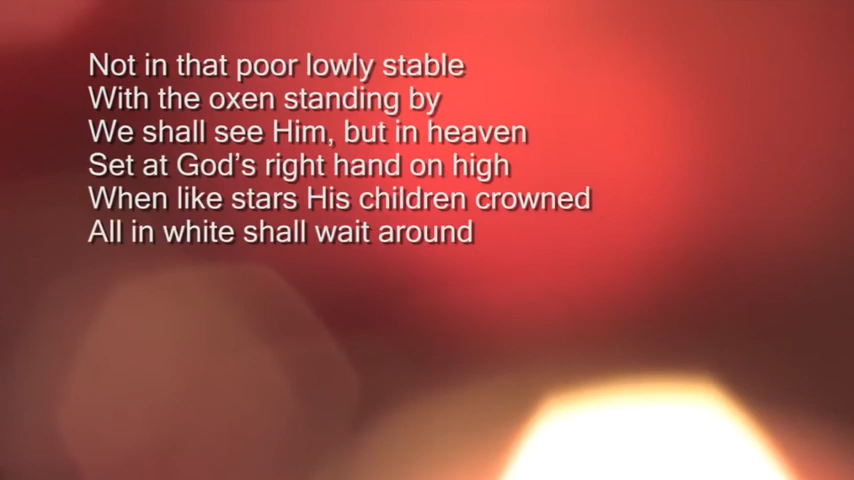 Not in that poor lowly stable
With the oxen standing by
We shall see Him, but in heaven
Set at God's right hand on high
When like stars His children crowned
All in white shall wait around